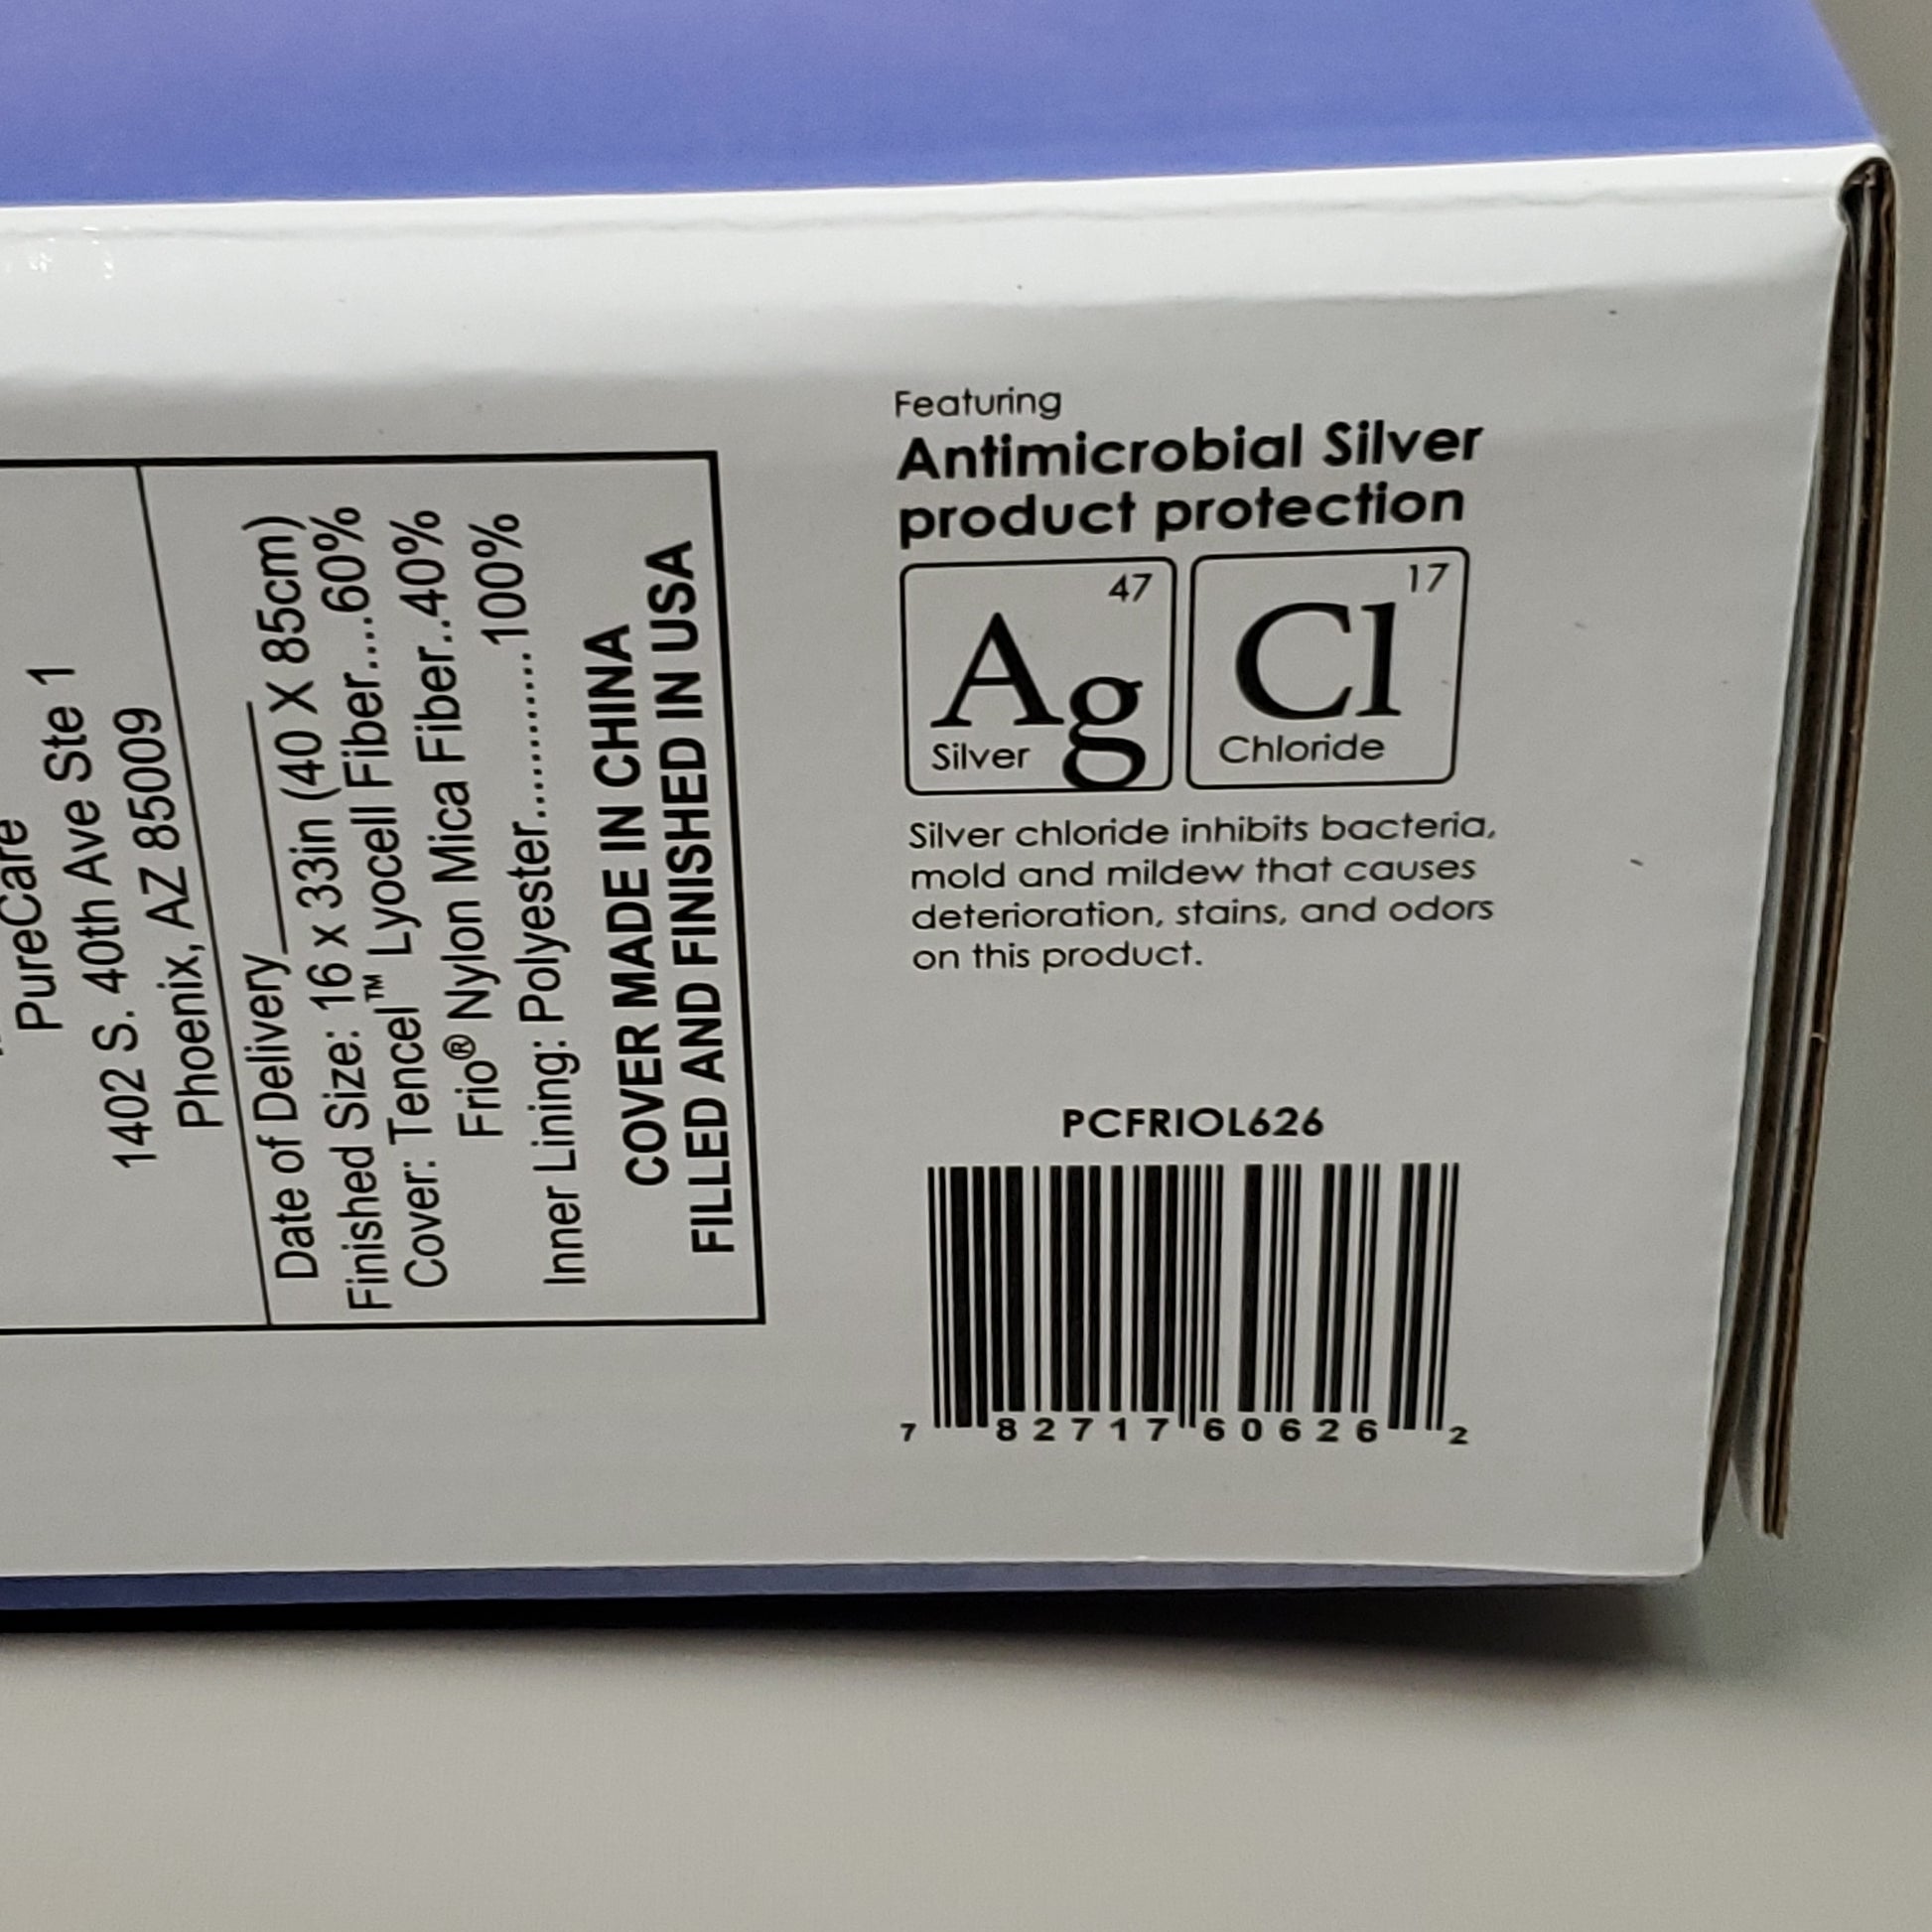 PureCare
1402 S. 40th Ave Ste 1
Phoenix, AZ 85009
Date of Delivery________
Finished Size: 16 x 33in (40 X 85cm)
Cover: Tencel™ Lyocell Fiber....60%
Frio® Nylon Mica Fiber..40%
Inner Lining: Polyester............100%
COVER MADE IN CHINA
FILLED AND FINISHED IN USA
Featuring
Antimicrobial Silver
product protection
47
Ag
Silver
17
Cl
Chloride
Silver chloride inhibits bacteria,
mold and mildew that causes
deterioration, stains, and odors
on this product.
PCFRIOL626
7 82717 60626 2